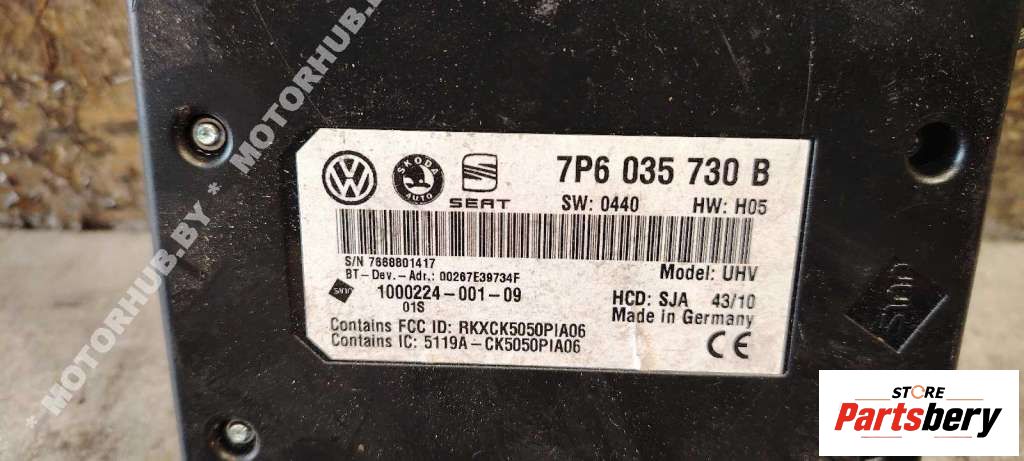 * MOTORHUB.BY * MOTORHUB.BY
SKODA
AUTO
SEAT
7P6 035 730 B
SW: 0440 HW: H05
S/N 7668801417
BT-Dev.-Adr.: 00267E39734F
Model: UHV
1000224-001-09
01S
HCD: SJA 43/10
Made in Germany
Contains FCC ID: RKXCK5050PIA06
Contains IC: 5119A-CK5050PIA06
CE
STORE
Partsbery